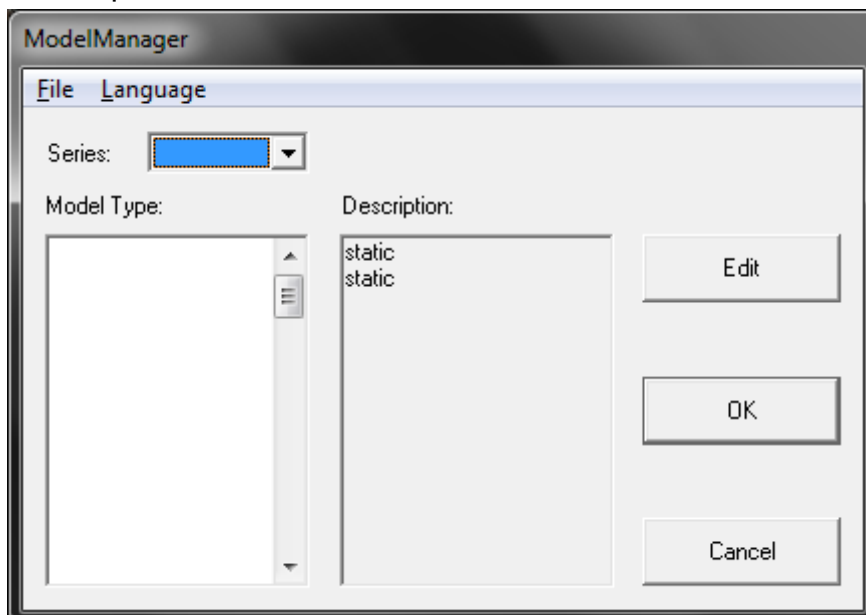 ModelManager
File Language
Series:
Model Type:
Description:
static
static
Edit
OK
Cancel